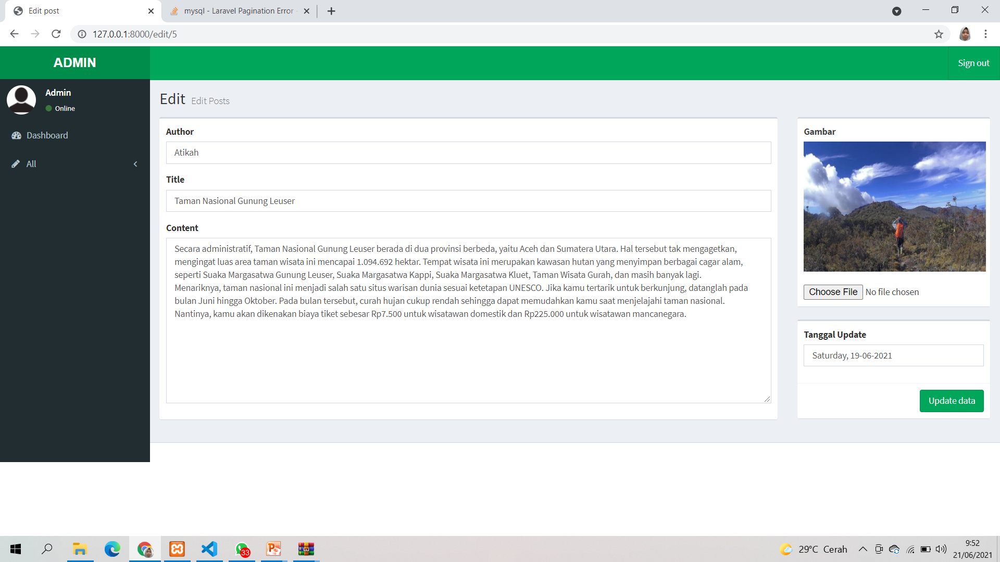 Edit post
mysql - Laravel Pagination Error
127.0.0.1:8000/edit/5
ADMIN
Sign out
Admin
Online
Dashboard
All
Edit Edit Posts
Author
Atikah
Title
Taman Nasional Gunung Leuser
Content
Secara administratif, Taman Nasional Gunung Leuser berada di dua provinsi berbeda, yaitu Aceh dan Sumatera Utara. Hal tersebut tak mengagetkan,
mengingat luas area taman wisata ini mencapai 1.094.692 hektar. Tempat wisata ini merupakan kawasan hutan yang menyimpan berbagai cagar alam,
seperti Suaka Margasatwa Gunung Leuser, Suaka Margasatwa Kappi, Suaka Margasatwa Kluet, Taman Wisata Gurah, dan masih banyak lagi.
Menariknya, taman nasional ini menjadi salah satu situs warisan dunia sesuai ketetapan UNESCO. Jika kamu tertarik untuk berkunjung, datanglah pada
bulan Juni hingga Oktober. Pada bulan tersebut, curah hujan cukup rendah sehingga dapat memudahkan kamu saat menjelajahi taman nasional.
Nantinya, kamu akan dikenakan biaya tiket sebesar Rp7.500 untuk wisatawan domestik dan Rp225.000 untuk wisatawan mancanegara.
Gambar
Choose File No file chosen
Tanggal Update
Saturday, 19-06-2021
Update data
33
29°C Cerah
9:52
21/06/2021